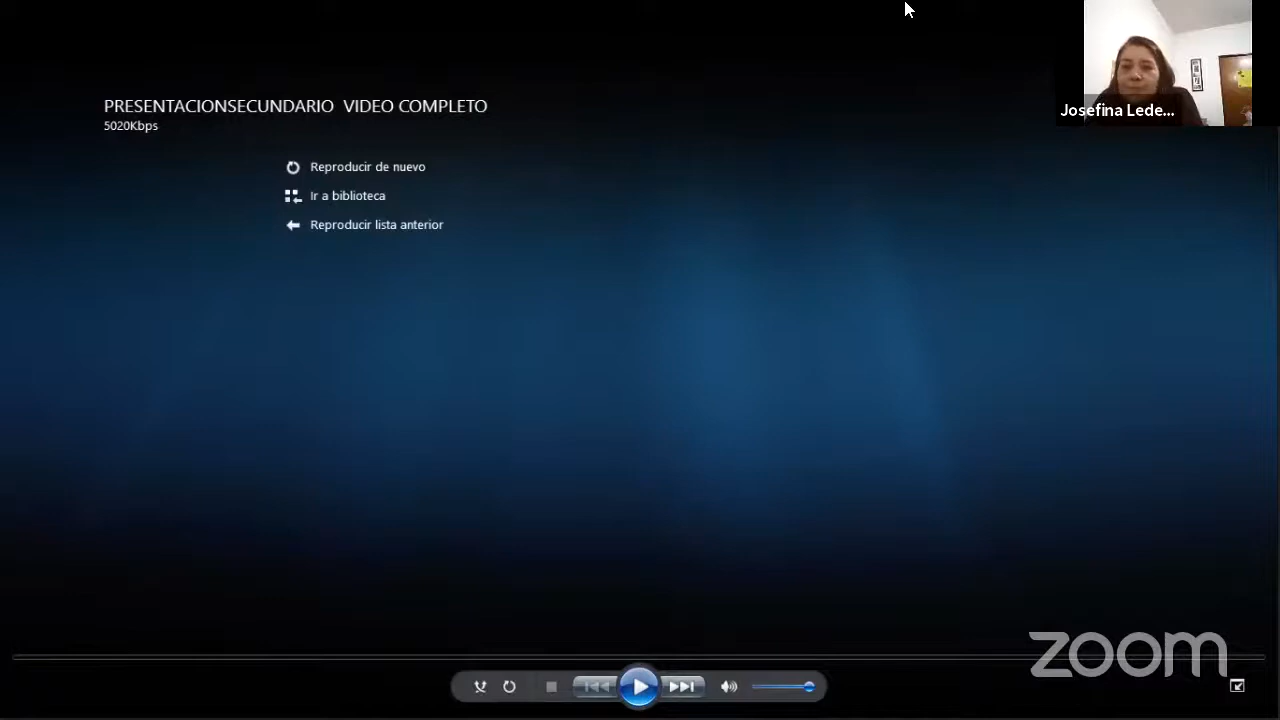 PRESENTACIONSECUNDARIO VIDEO COMPLETO
5020Kbps
Reproducir de nuevo
Ir a biblioteca
Reproducir lista anterior
Josefina Lede...
zoom